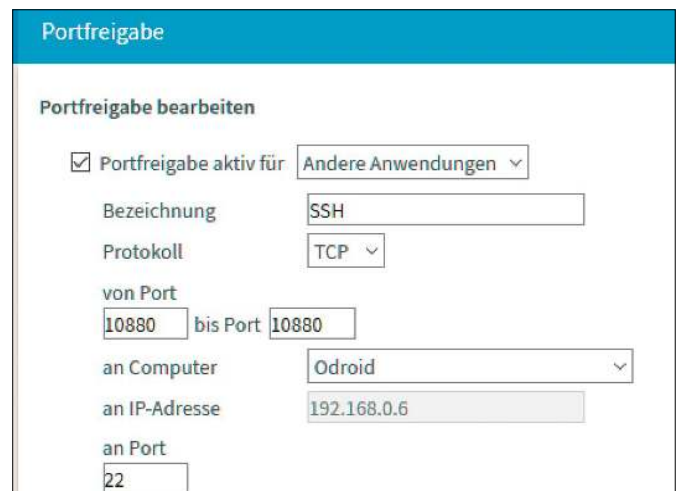 Portfreigabe
Portfreigabe bearbeiten
Portfreigabe aktiv für Andere Anwendungen
Bezeichnung SSH
Protokoll TCP
von Port
10880 bis Port 10880
an Computer Odroid
an IP-Adresse 192.168.0.6
an Port
22